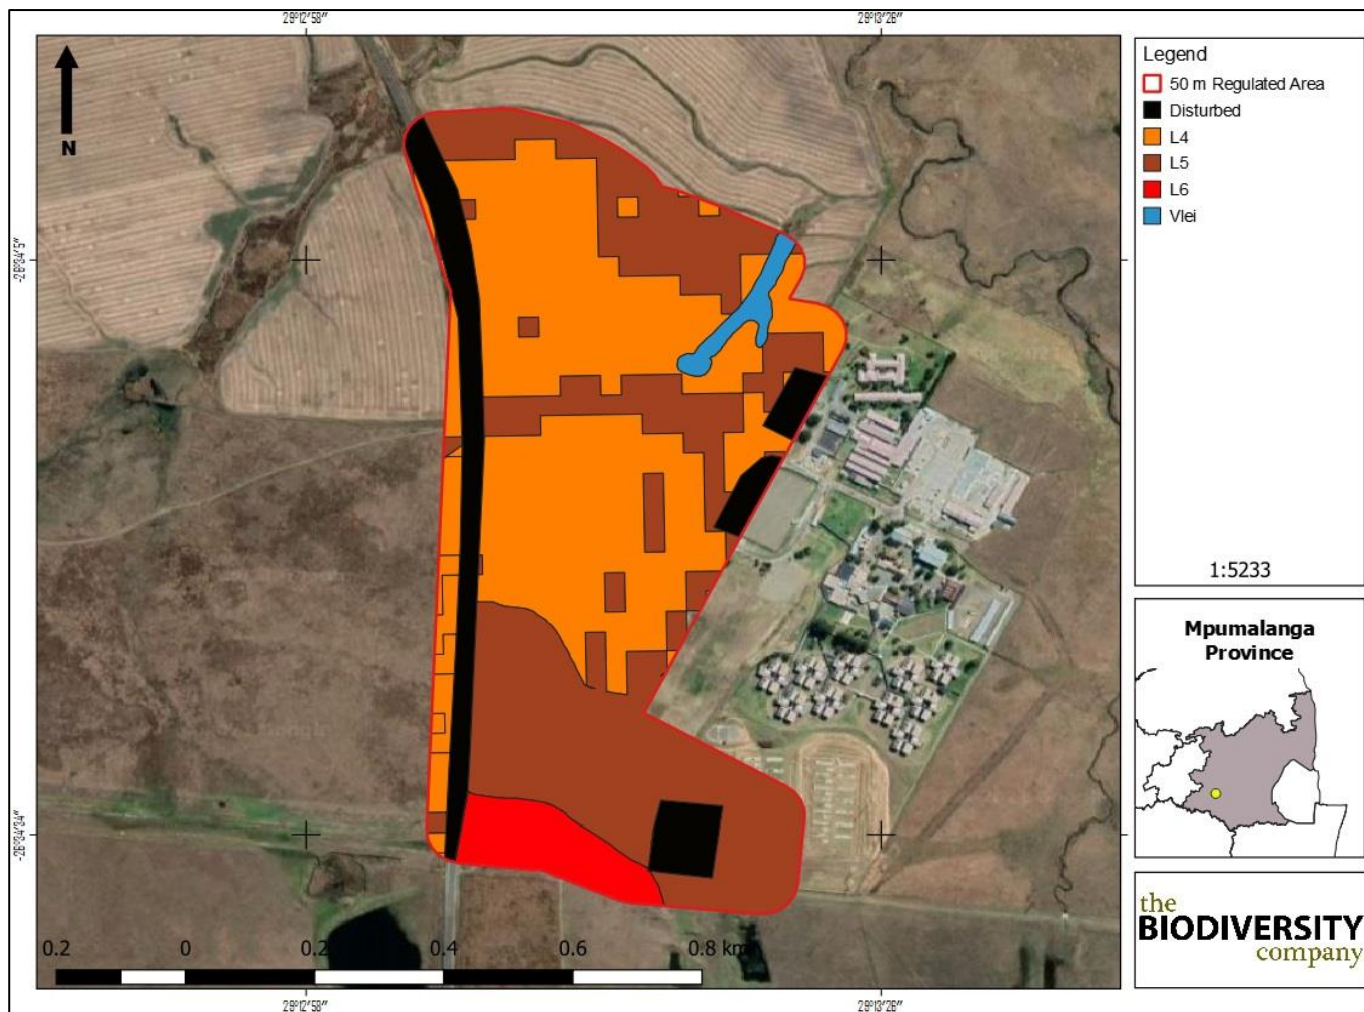 29°12'58" 29°13'26"
Legend
50 m Regulated Area
Disturbed
L4
L5
L6
Vlei
N
1:5233
Mpumalanga
Province
0.2 0 0.2 0.4 0.6 0.8 km
the
BIODIVERSITY
company
29°12'58" 29°13'26"